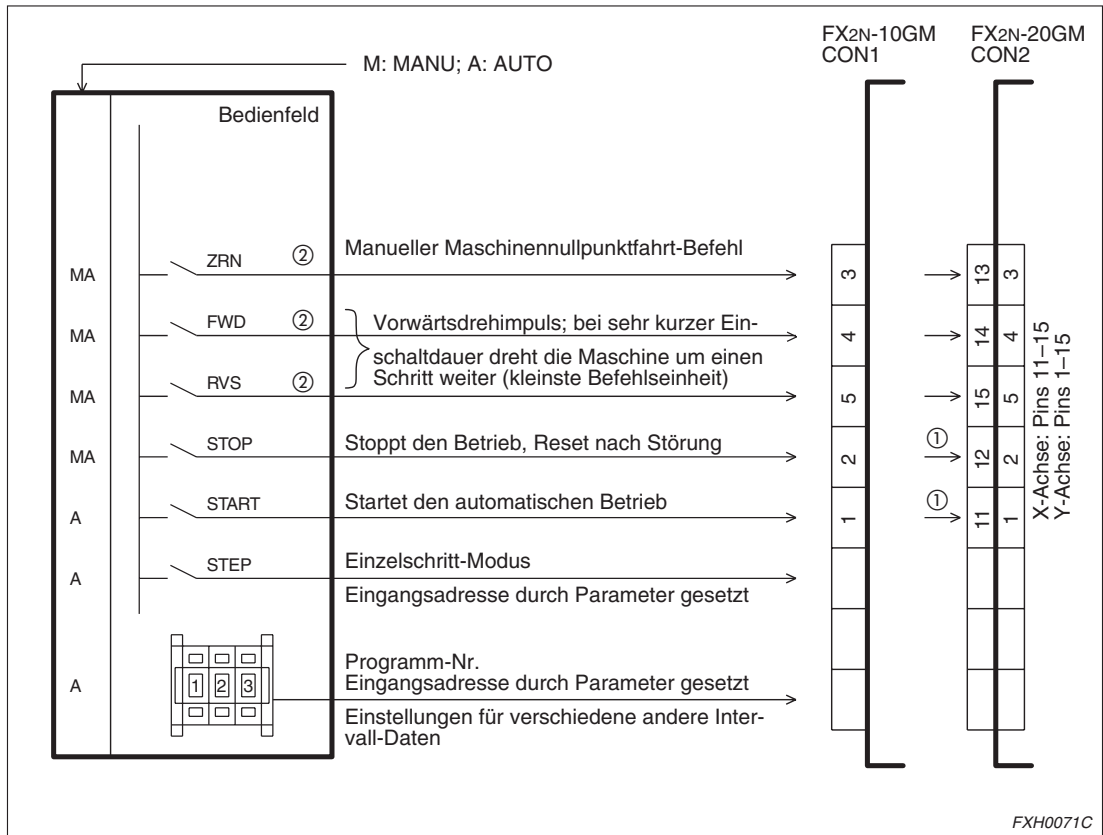 FX2N-10GM
CON1
FX2N-20GM
CON2
M: MANU; A: AUTO
Bedienfeld
MA
ZRN
②
Manueller Maschinennullpunktfahrt-Befehl
3
13
3
MA
FWD
②
Vorwärtsdrehimpuls; bei sehr kurzer Ein-
schaltdauer dreht die Maschine um einen
Schritt weiter (kleinste Befehlseinheit)
4
14
4
MA
RVS
②
5
15
5
MA
STOP
Stoppt den Betrieb, Reset nach Störung
2
①
12
2
A
START
Startet den automatischen Betrieb
1
①
11
1
X-Achse: Pins 11–15
Y-Achse: Pins 1–15
A
STEP
Einzelschritt-Modus
Eingangsadresse durch Parameter gesetzt
A
1 2 3
Programm-Nr.
Eingangsadresse durch Parameter gesetzt
Einstellungen für verschiedene andere Inter-
vall-Daten
FXH0071C